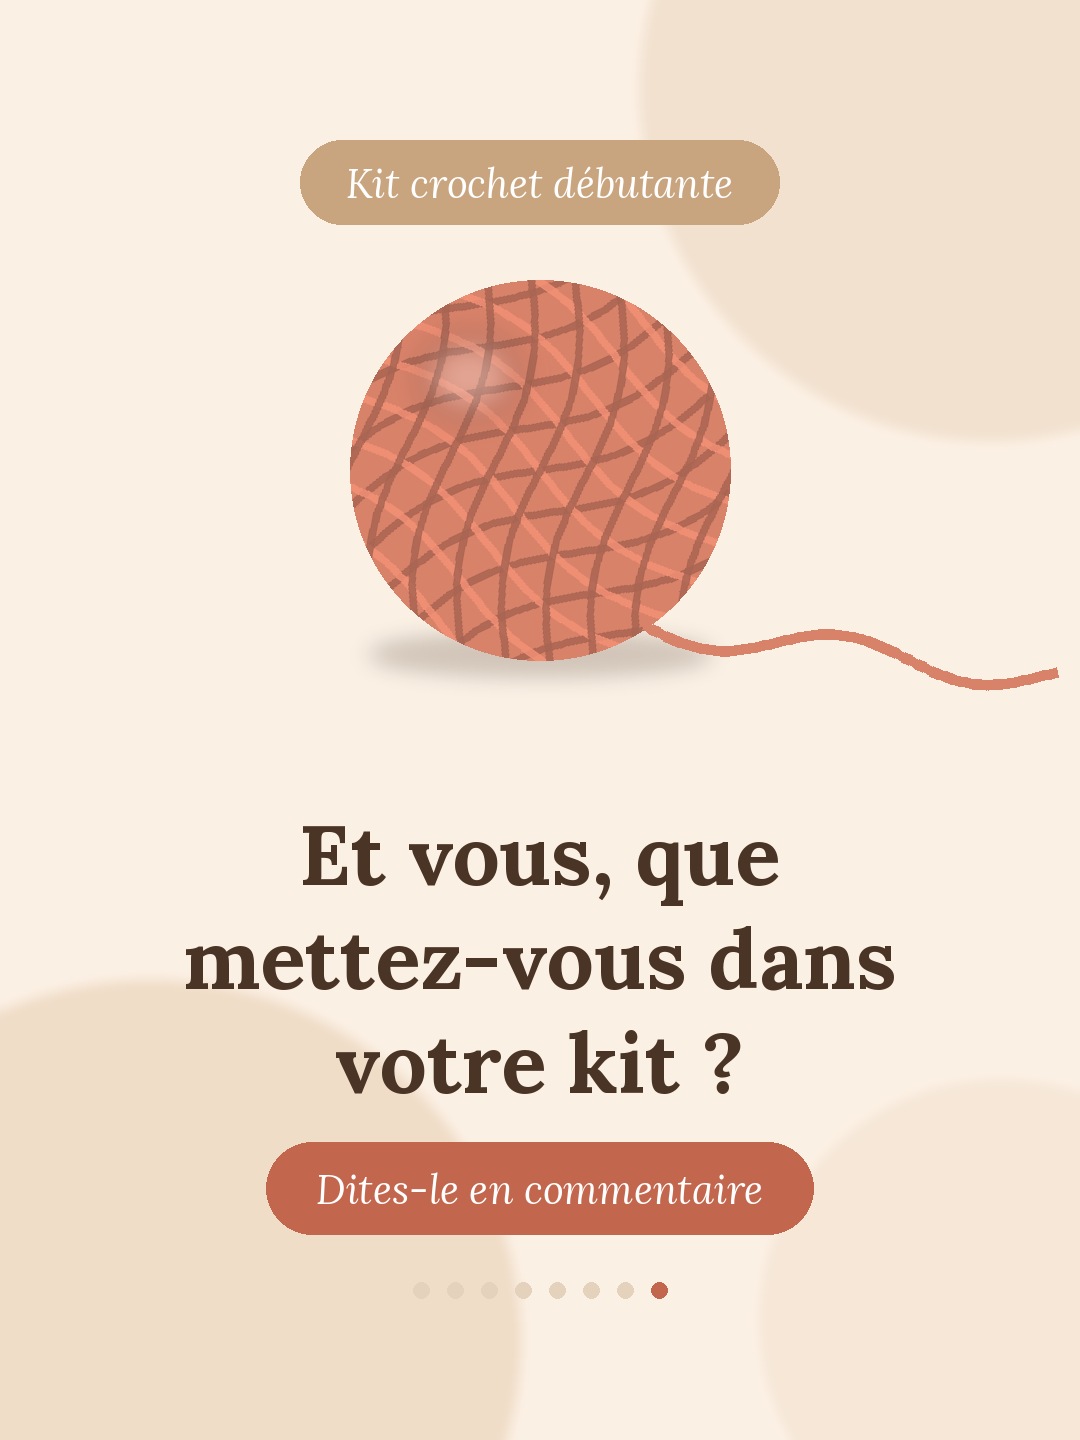 Kit crochet débutante
Et vous, que
mettez-vous dans
votre kit ?
Dites-le en commentaire